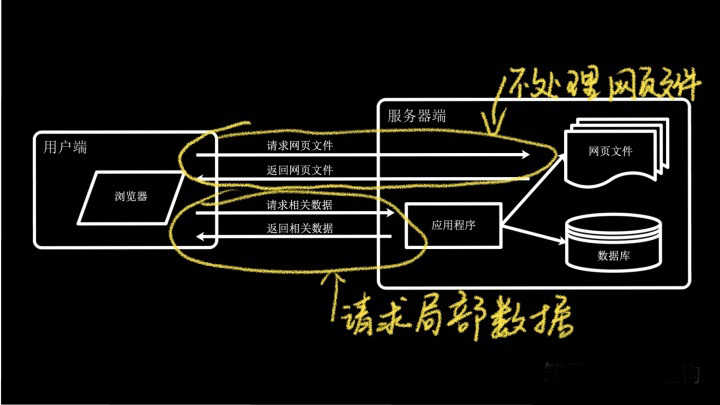 不处理网页文件
服务器端
用户端
请求网页文件
网页文件
返回网页文件
浏览器
请求相关数据
返回相关数据
应用程序
数据库
请求局部数据